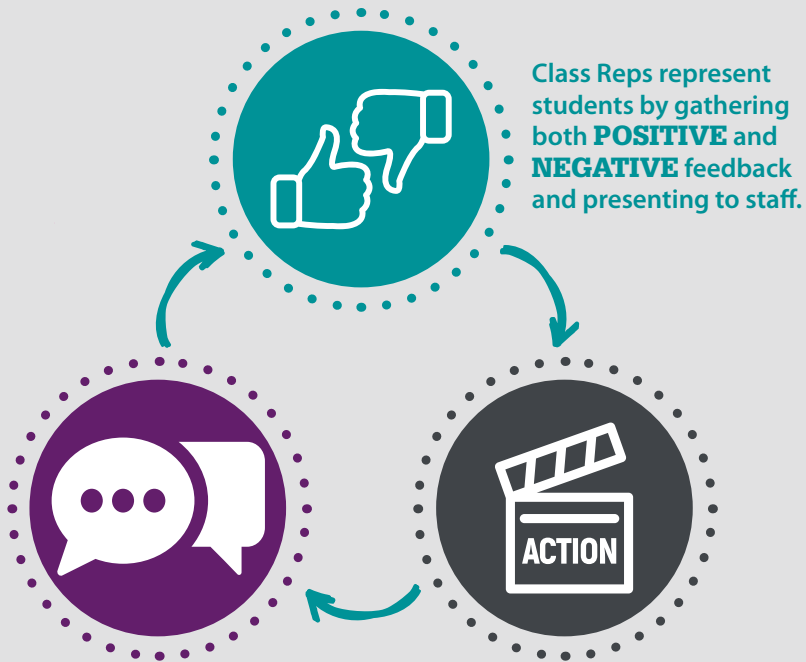 Class Reps represent
students by gathering
both POSITIVE and
NEGATIVE feedback
and presenting to staff.
ACTION